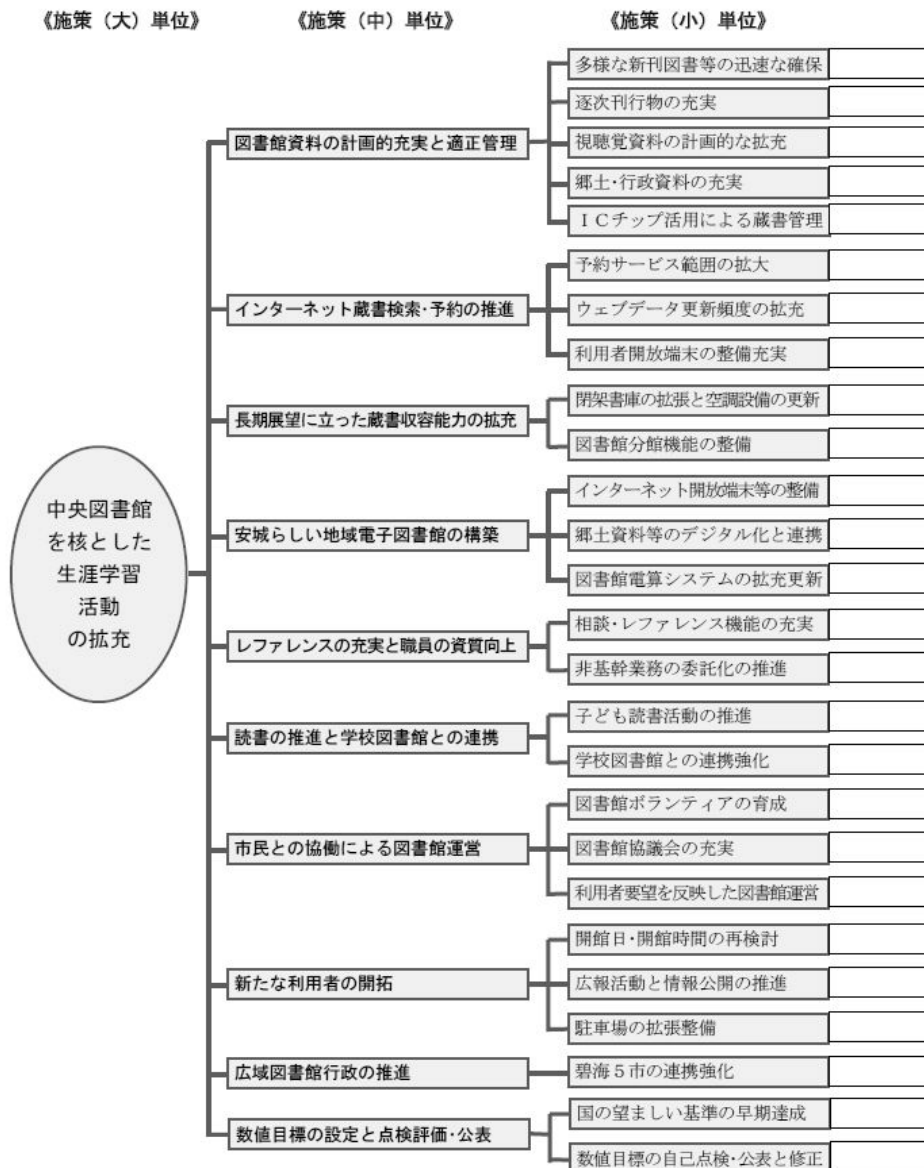 《施策（大）単位》
《施策（中）単位》
《施策（小）単位》
中央図書館
を核とした
生涯学習
活動
の拡充
図書館資料の計画的充実と適正管理
多様な新刊図書等の迅速な確保
逐次刊行物の充実
視聴覚資料の計画的な拡充
郷土･行政資料の充実
ＩＣチップ活用による蔵書管理
インターネット蔵書検索･予約の推進
予約サービス範囲の拡大
ウェブデータ更新頻度の拡充
利用者開放端末の整備充実
長期展望に立った蔵書収容能力の拡充
閉架書庫の拡張と空調設備の更新
図書館分館機能の整備
安城らしい地域電子図書館の構築
インターネット開放端末等の整備
郷土資料等のデジタル化と連携
図書館電算システムの拡充更新
レファレンスの充実と職員の資質向上
相談･レファレンス機能の充実
非基幹業務の委託化の推進
読書の推進と学校図書館との連携
子ども読書活動の推進
学校図書館との連携強化
市民との協働による図書館運営
図書館ボランティアの育成
図書館協議会の充実
利用者要望を反映した図書館運営
新たな利用者の開拓
開館日･開館時間の再検討
広報活動と情報公開の推進
駐車場の拡張整備
広域図書館行政の推進
碧海５市の連携強化
数値目標の設定と点検評価･公表
国の望ましい基準の早期達成
数値目標の自己点検･公表と修正